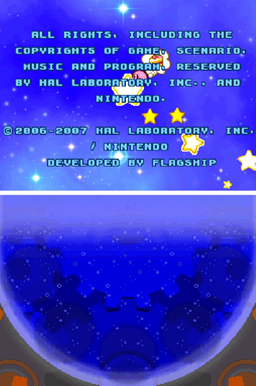 ALL RIGHTS, INCLUDING THE
COPYRIGHTS OF GAME, SCENARIO,
MUSIC AND PROGRAM, RESERVED
BY HAL LABORATORY, INC., AND
NINTENDO.
©2006-2007 HAL LABORATORY, INC.
/ NINTENDO
DEVELOPED BY FLAGSHIP